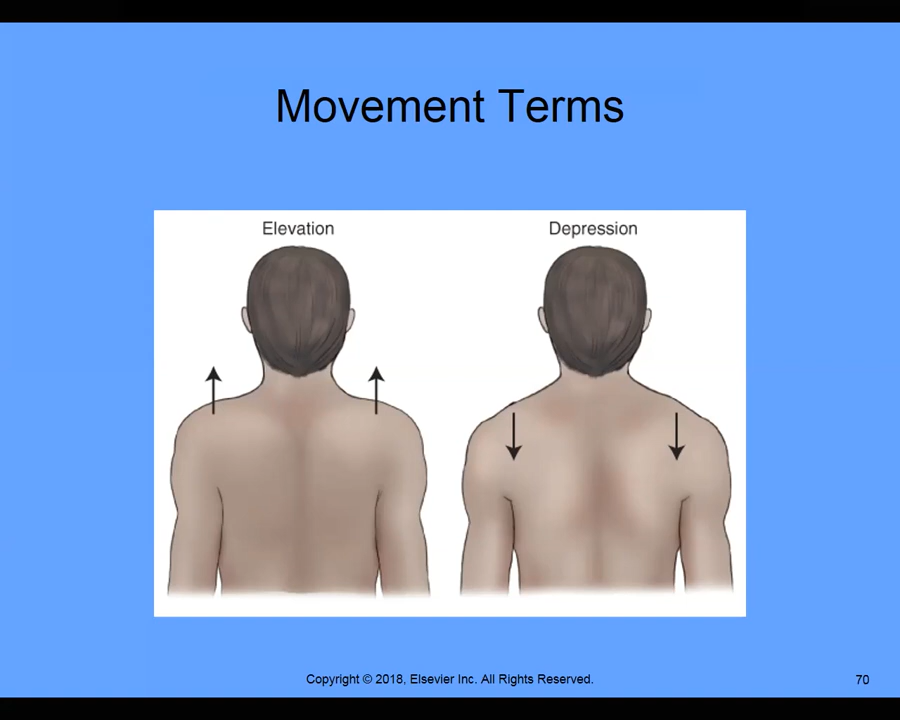 Movement Terms
Elevation
Depression
Copyright © 2018, Elsevier Inc. All Rights Reserved.
70